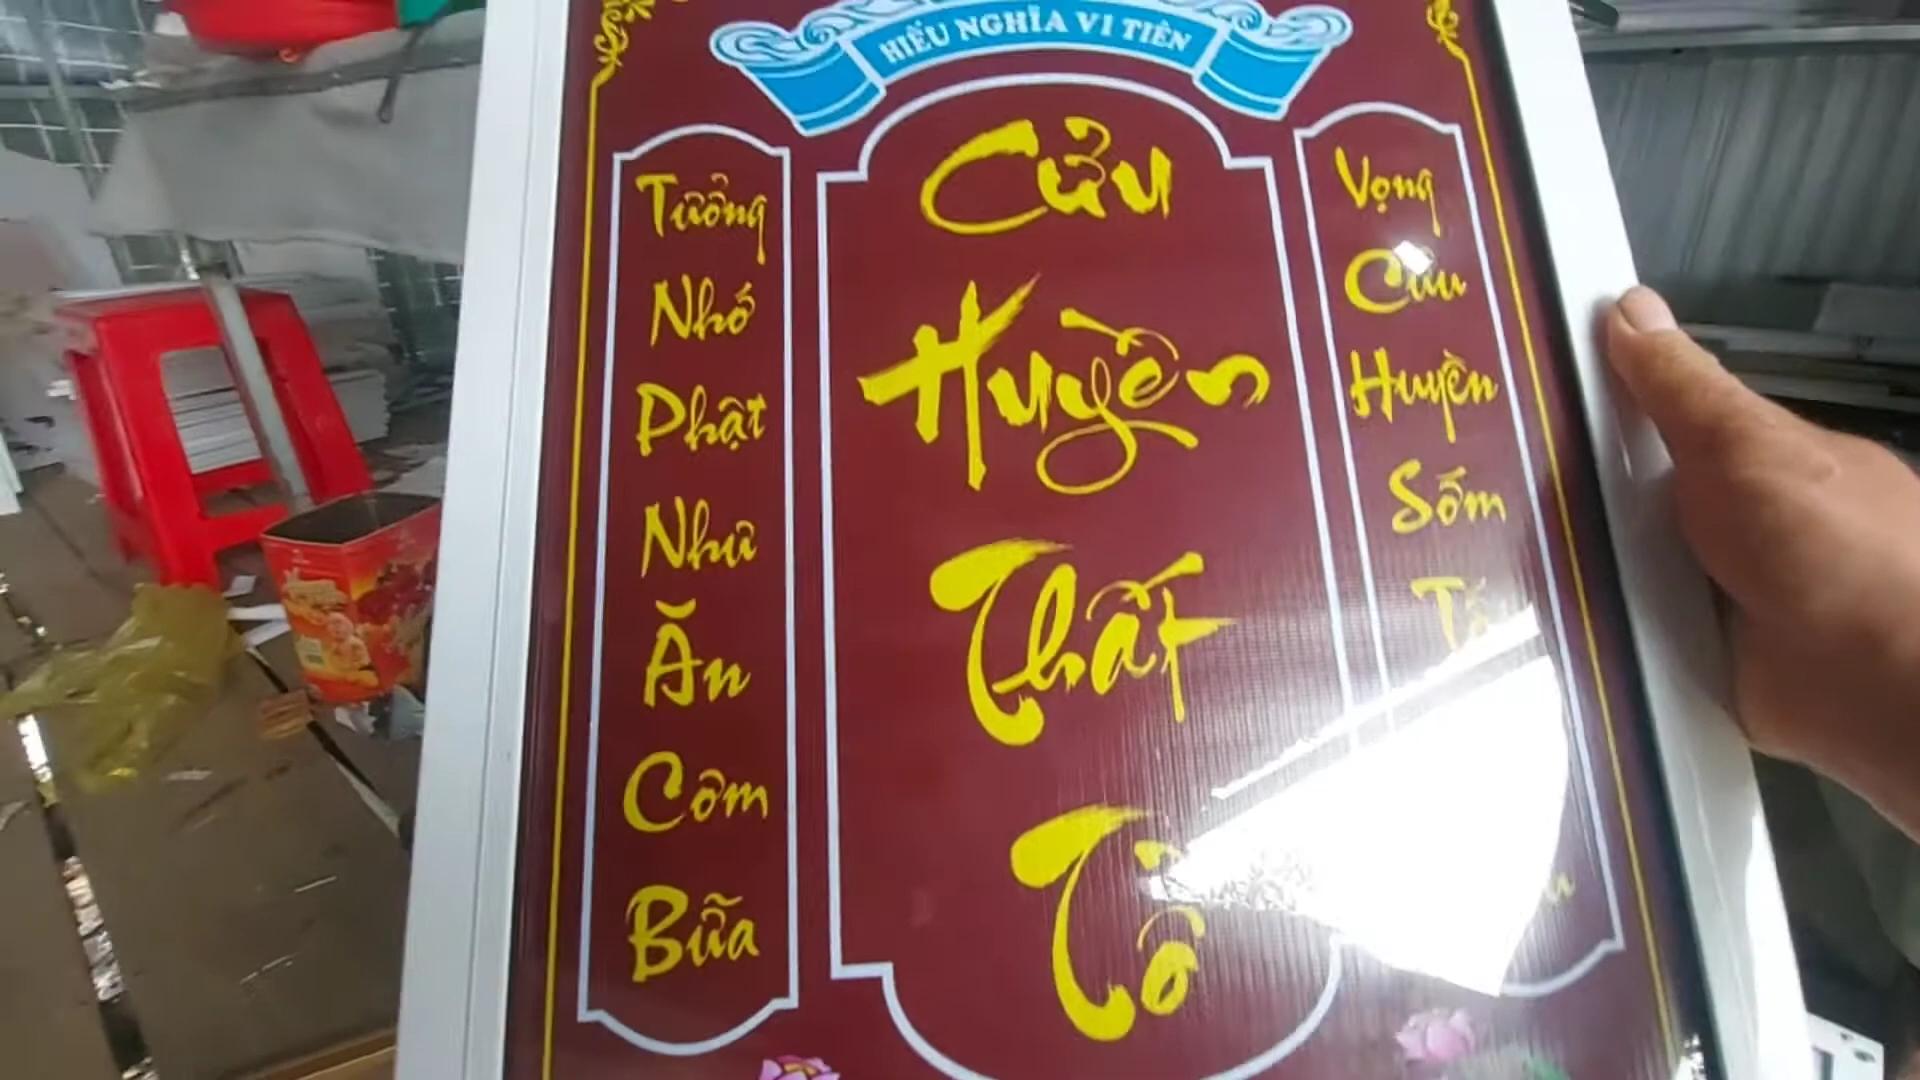 HIẾU NGHĨA VI TIÊN
Tưởng
Nhớ
Phật
Như
Ăn
Cơm
Bữa
Cửu
Huyền
Thất
Tổ
Vọng
Cửu
Huyền
Sớm